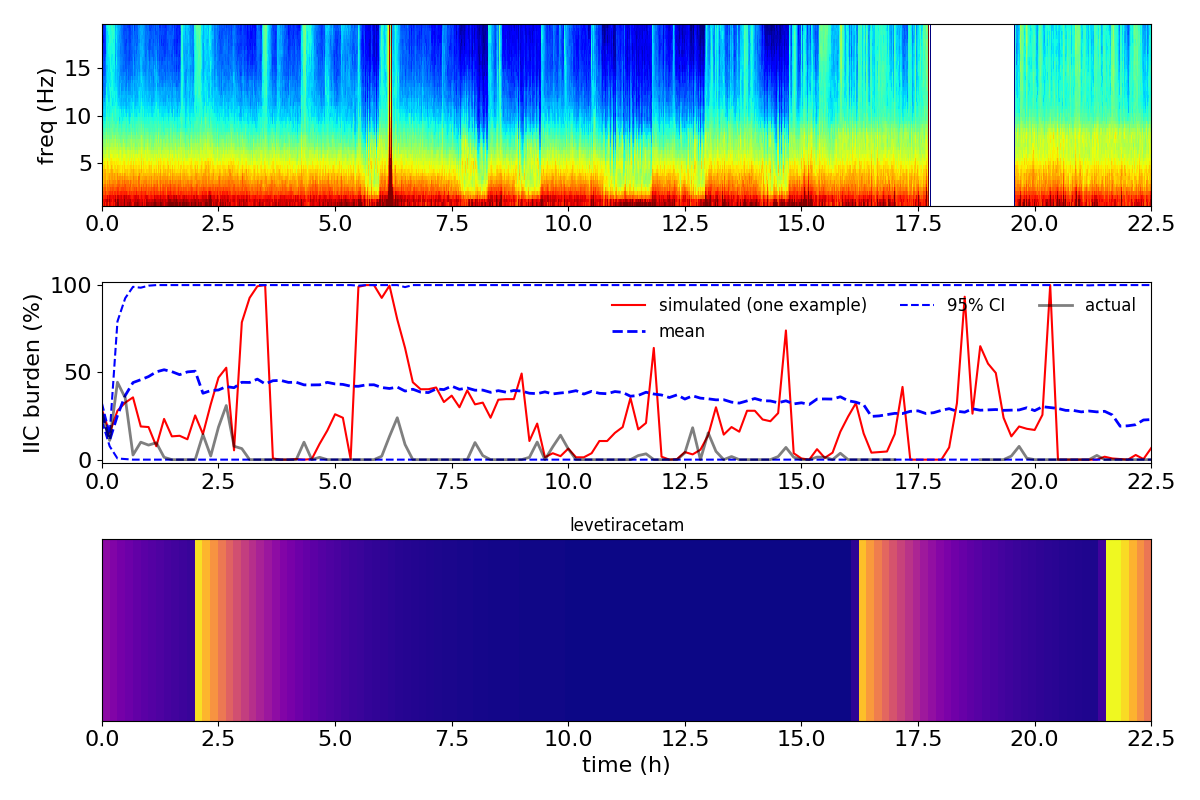 freq (Hz)
15
10
5
0.0 2.5 5.0 7.5 10.0 12.5 15.0 17.5 20.0 22.5
IIC burden (%)
100
50
0
simulated (one example)
mean
95% CI
actual
0.0 2.5 5.0 7.5 10.0 12.5 15.0 17.5 20.0 22.5
levetiracetam
0.0 2.5 5.0 7.5 10.0 12.5 15.0 17.5 20.0 22.5
time (h)